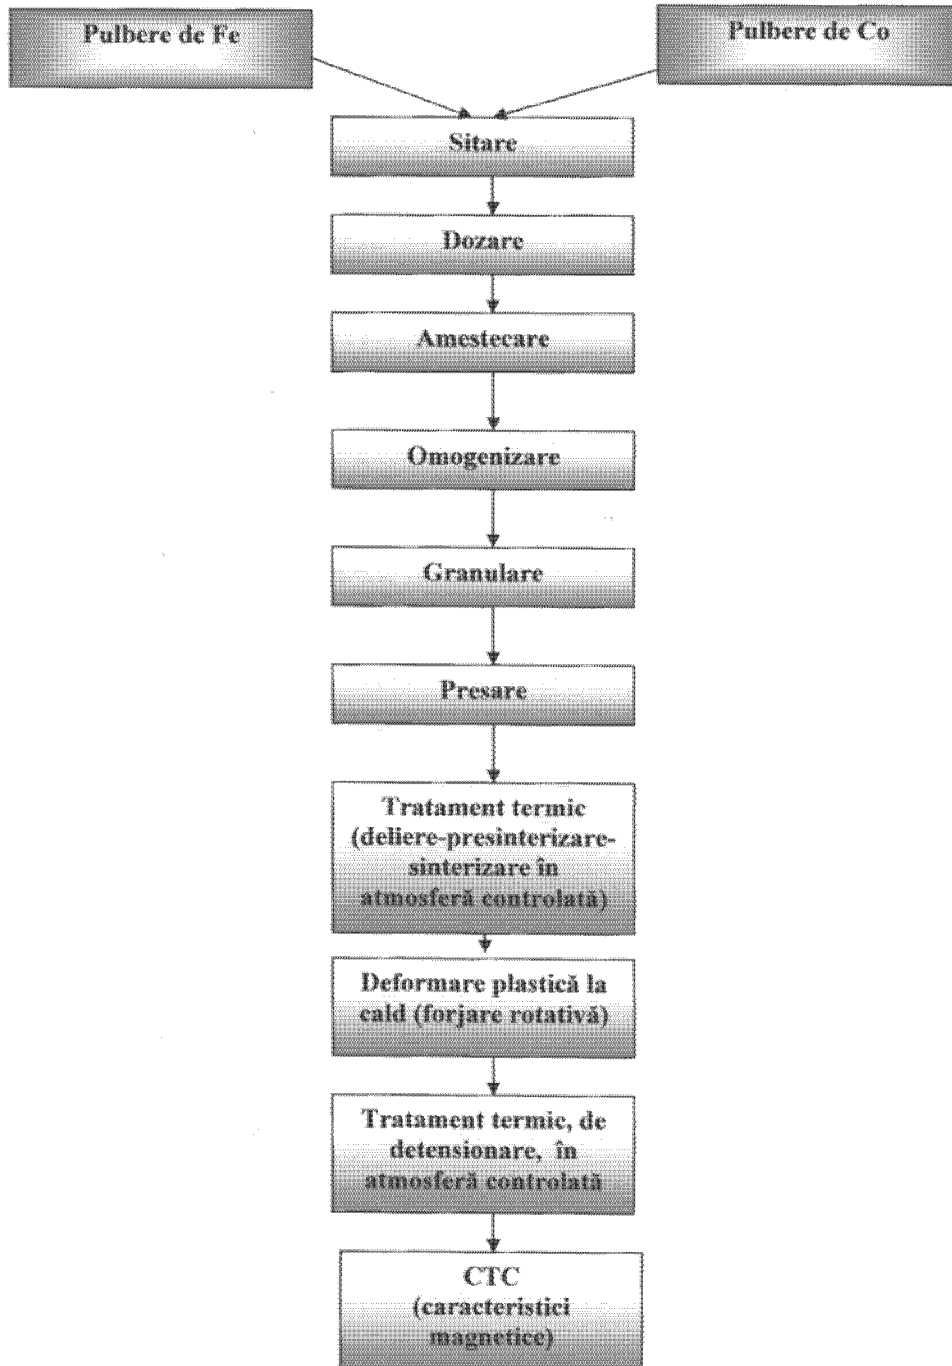 Pulbere de Fe
Pulbere de Co
Sitare
Dozare
Amestecare
Omogenizare
Granulare
Presare
Tratament termic
(deliere-presinterizare-
sinterizare în
atmosferă controlată)
Deformare plastică la
cald (forjare rotativă)
Tratament termic, de
detensionare, în
atmosferă controlată
CTC
(caracteristici
magnetice)